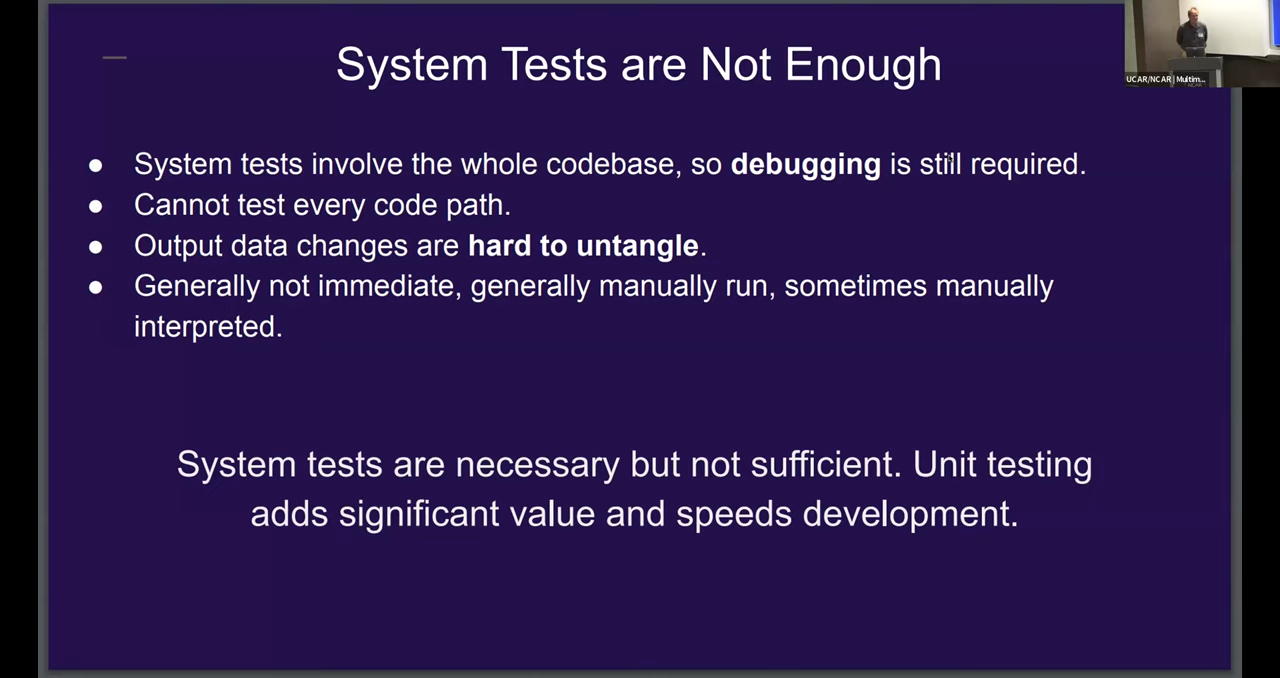 System Tests are Not Enough
UCAR/NCAR | Multim...
NCAR
● System tests involve the whole codebase, so debugging is still required.
● Cannot test every code path.
● Output data changes are hard to untangle.
● Generally not immediate, generally manually run, sometimes manually
interpreted.
System tests are necessary but not sufficient. Unit testing
adds significant value and speeds development.